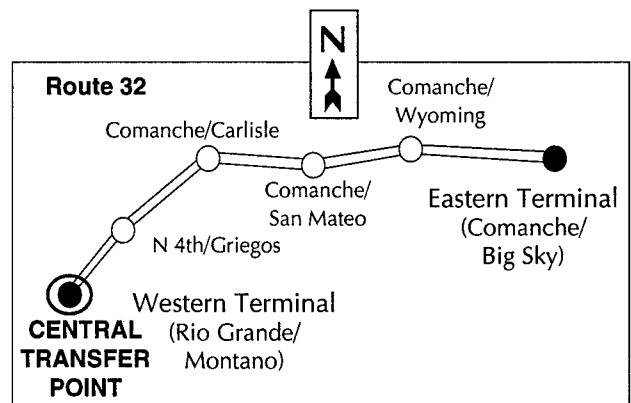 N
Route 32
Comanche/
Wyoming
Comanche/Carlisle
Comanche/
San Mateo
Eastern Terminal
(Comanche/
Big Sky)
N 4th/Griegos
Western Terminal
(Rio Grande/
Montano)
CENTRAL
TRANSFER
POINT